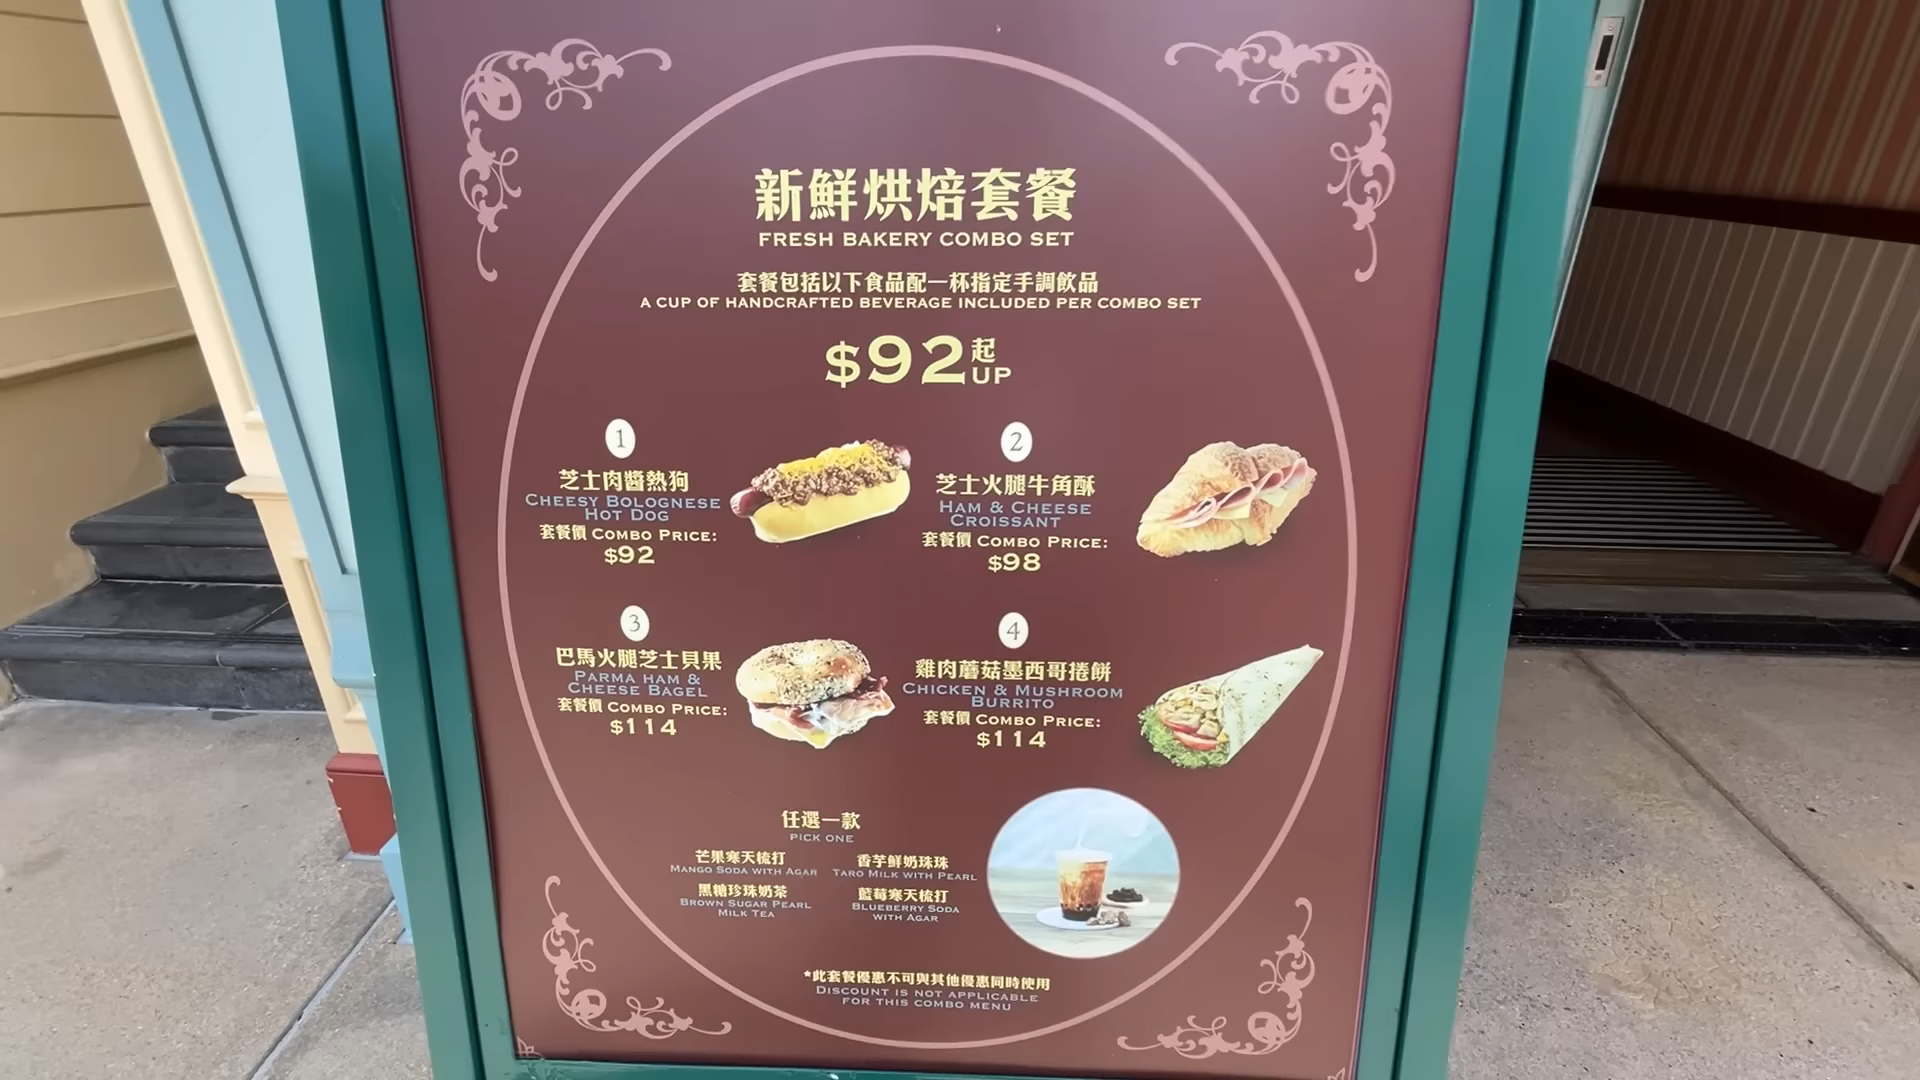 新鮮烘焙套餐
FRESH BAKERY COMBO SET
套餐包括以下食品配一杯指定手調飲品
A CUP OF HANDCRAFTED BEVERAGE INCLUDED PER COMBO SET
$92起
UP
1
芝士肉醬熱狗
CHEESY BOLOGNESE
HOT DOG
套餐價 COMBO PRICE:
$92
2
芝士火腿牛角酥
HAM & CHEESE
CROISSANT
套餐價 COMBO PRICE:
$98
3
巴馬火腿芝士貝果
PARMA HAM &
CHEESE BAGEL
套餐價 COMBO PRICE:
$114
4
雞肉蘑菇墨西哥捲餅
CHICKEN & MUSHROOM
BURRITO
套餐價 COMBO PRICE:
$114
任選一款
PICK ONE
芒果寒天梳打
MANGO SODA WITH AGAR
香芋鮮奶珠珠
TARO MILK WITH PEARL
黑糖珍珠奶茶
BROWN SUGAR PEARL
MILK TEA
藍莓寒天梳打
BLUEBERRY SODA
WITH AGAR
*此套餐優惠不可與其他優惠同時使用
DISCOUNT IS NOT APPLICABLE
FOR THIS COMBO MENU